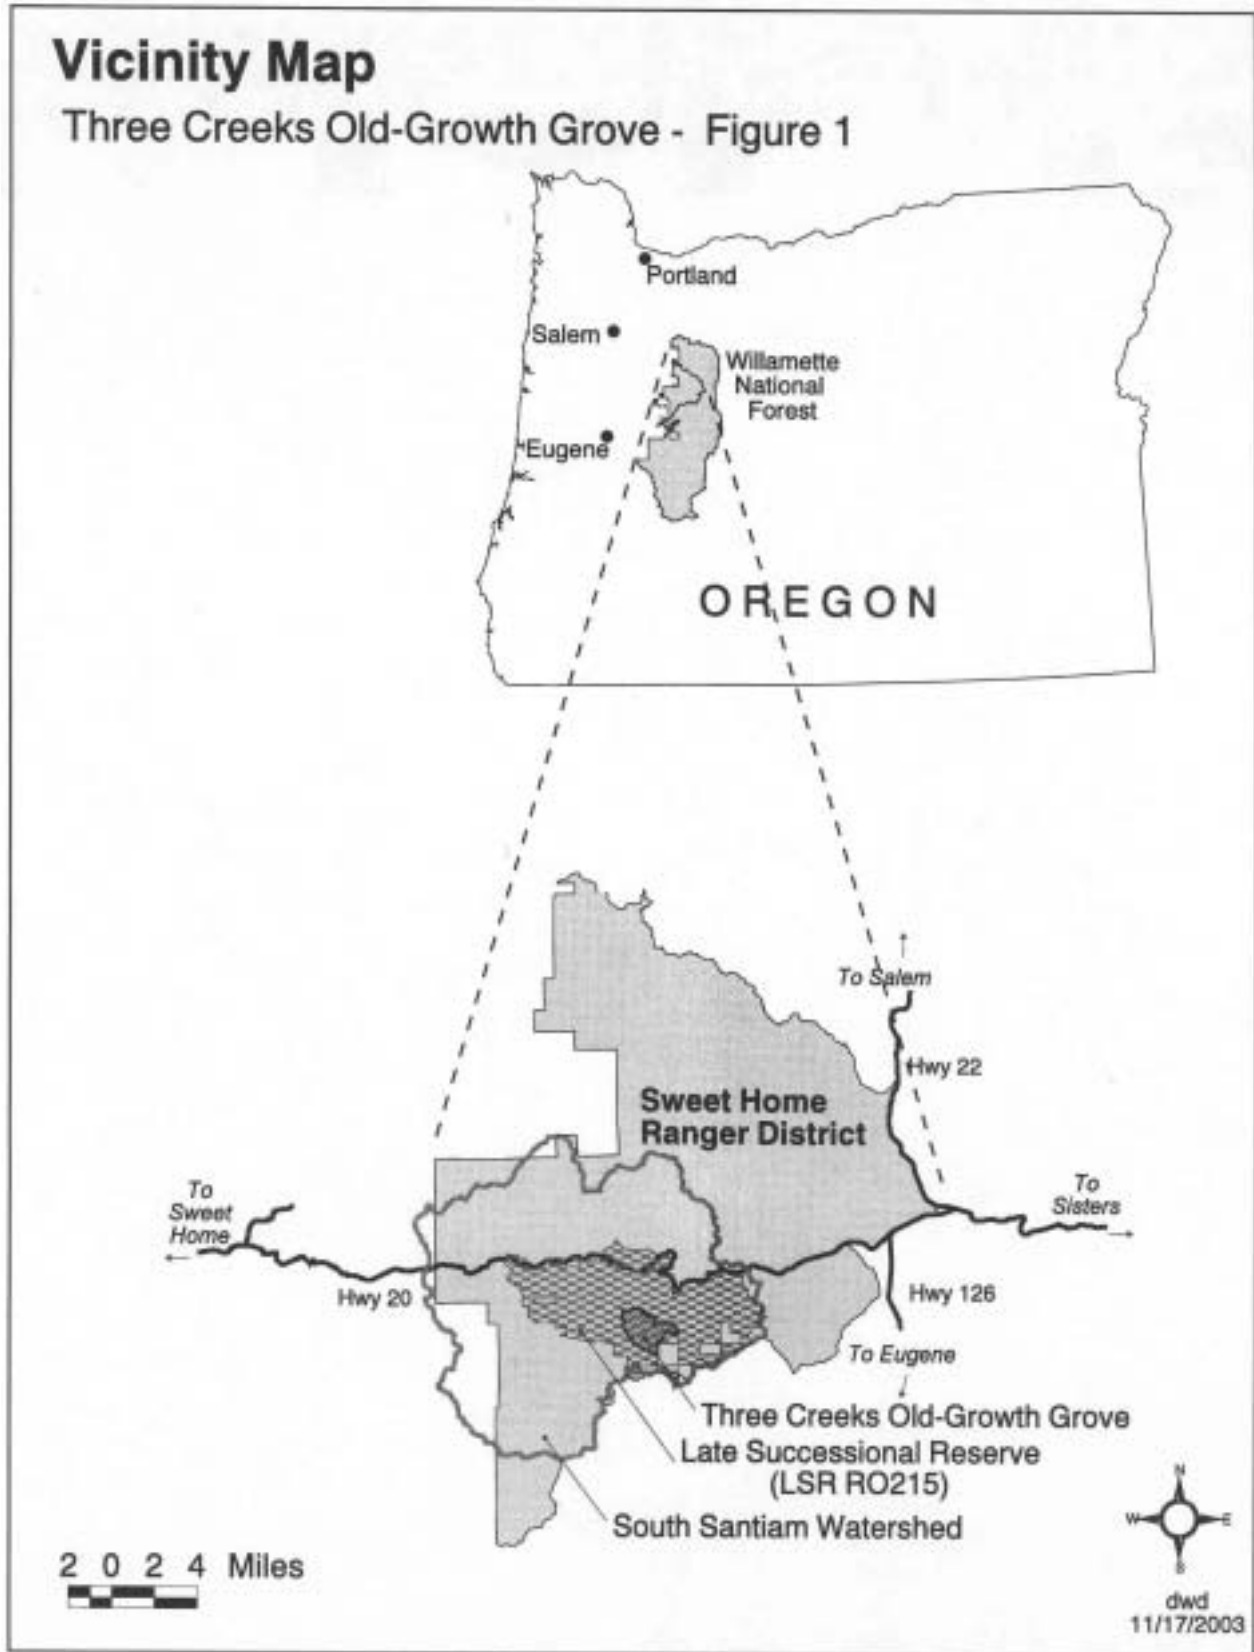 Vicinity Map
Three Creeks Old-Growth Grove - Figure 1
Portland
Salem
Willamette
National
Forest
Eugene
OREGON
To Salem
Hwy 22
Sweet Home
Ranger District
To
Sweet
Home
To
Sisters
Hwy 20
Hwy 126
To Eugene
Three Creeks Old-Growth Grove
Late Successional Reserve
(LSR RO215)
South Santiam Watershed
N
W E
S
2 0 2 4 Miles
dwd
11/17/2003